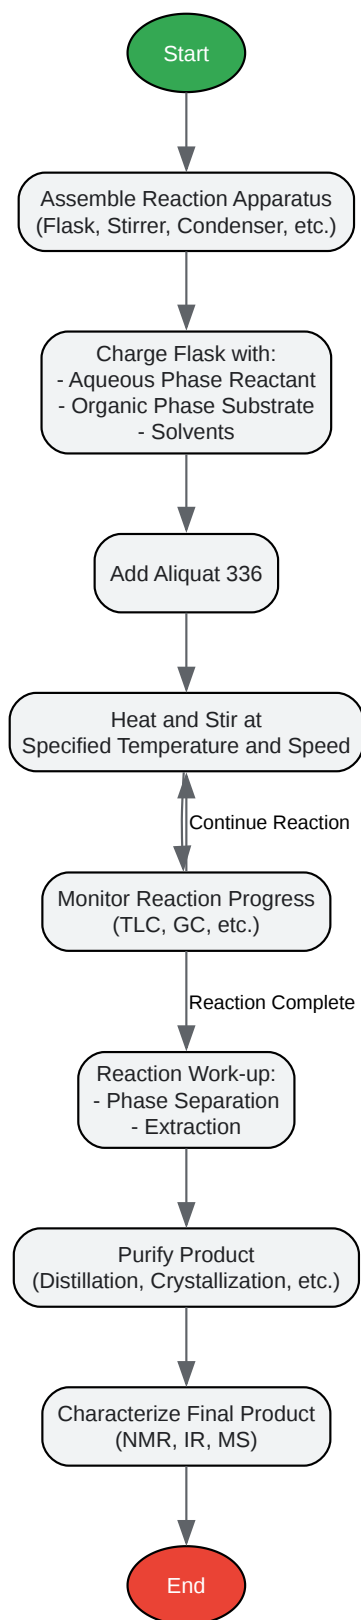 Start
Assemble Reaction Apparatus
(Flask, Stirrer, Condenser, etc.)
Charge Flask with:
- Aqueous Phase Reactant
- Organic Phase Substrate
- Solvents
Add Aliquat 336
Heat and Stir at
Specified Temperature and Speed
Continue Reaction
Monitor Reaction Progress
(TLC, GC, etc.)
Reaction Complete
Reaction Work-up:
- Phase Separation
- Extraction
Purify Product
(Distillation, Crystallization, etc.)
Characterize Final Product
(NMR, IR, MS)
End